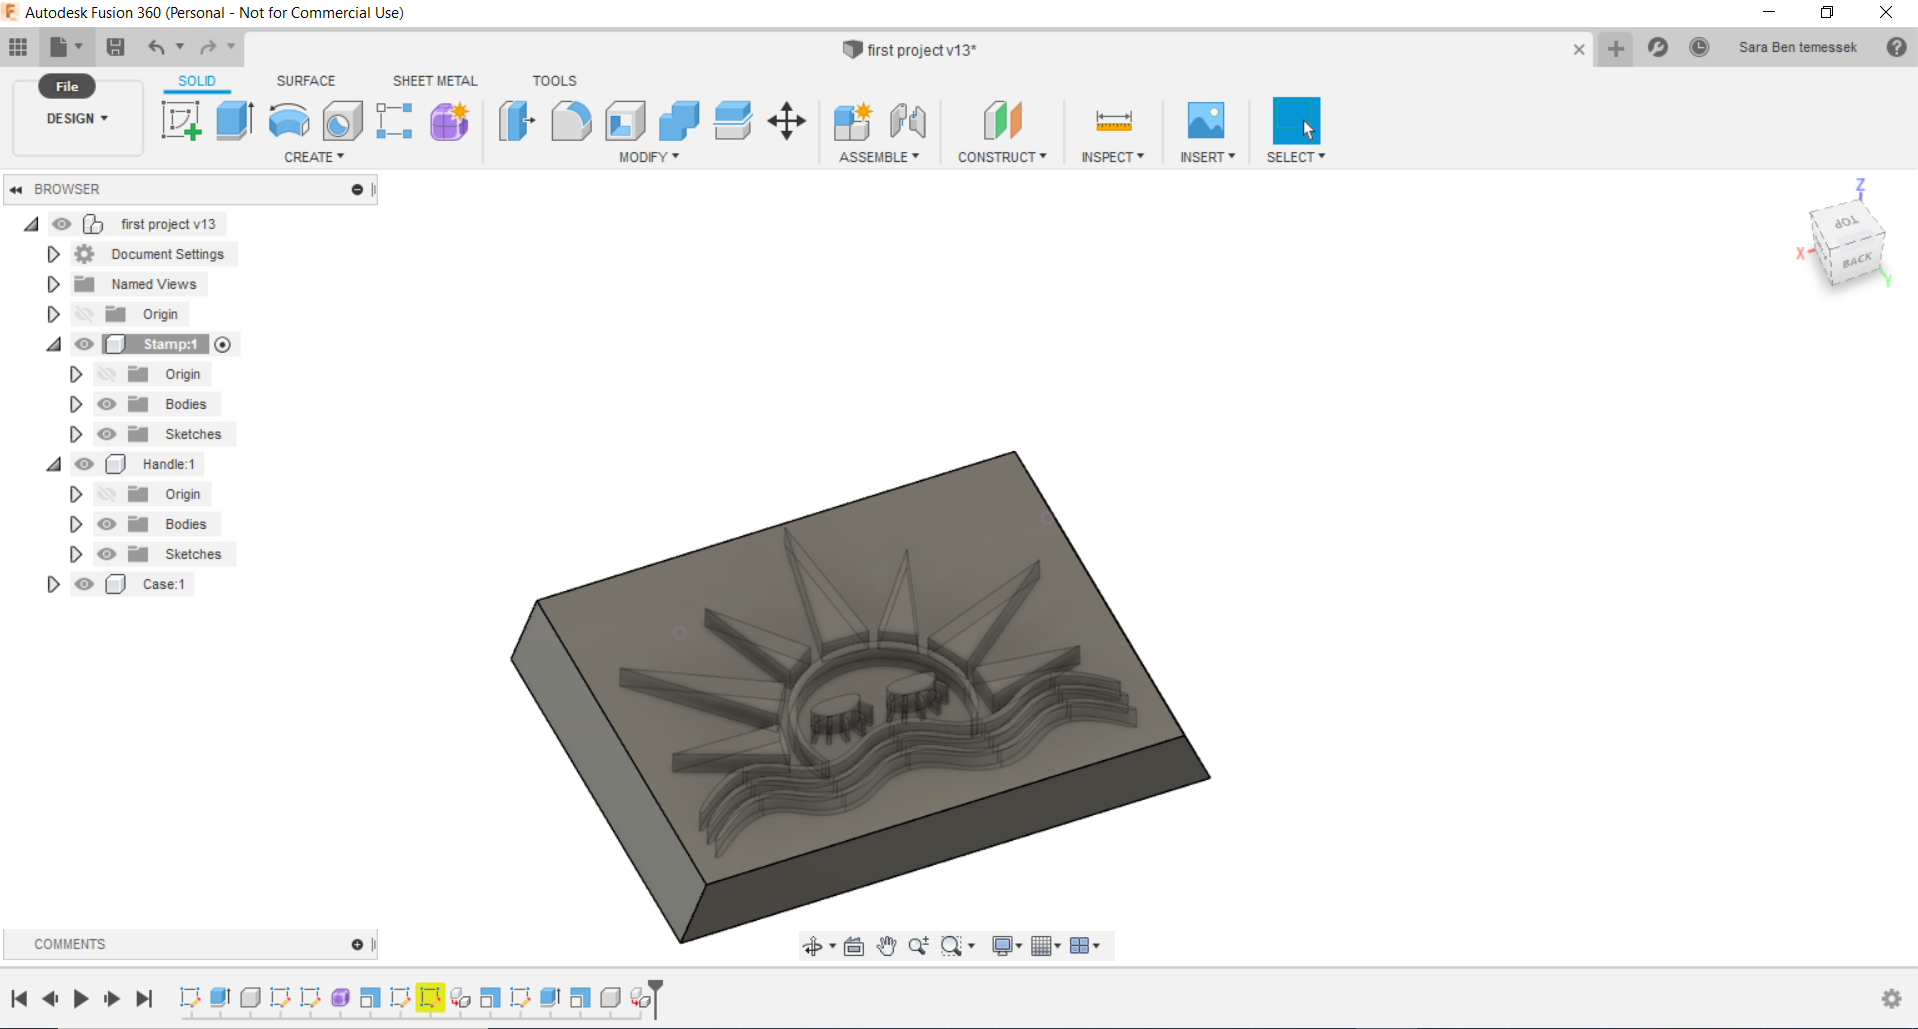 Autodesk Fusion 360 (Personal - Not for Commercial Use)
first project v13*
Sara Ben temessek
File
DESIGN
SOLID
SURFACE
SHEET METAL
TOOLS
CREATE
MODIFY
ASSEMBLE
CONSTRUCT
INSPECT
INSERT
SELECT
BROWSER
first project v13
Document Settings
Named Views
Origin
Stamp:1
Origin
Bodies
Sketches
Handle:1
Origin
Bodies
Sketches
Case:1
Z
TOP
X
BACK
Y
COMMENTS